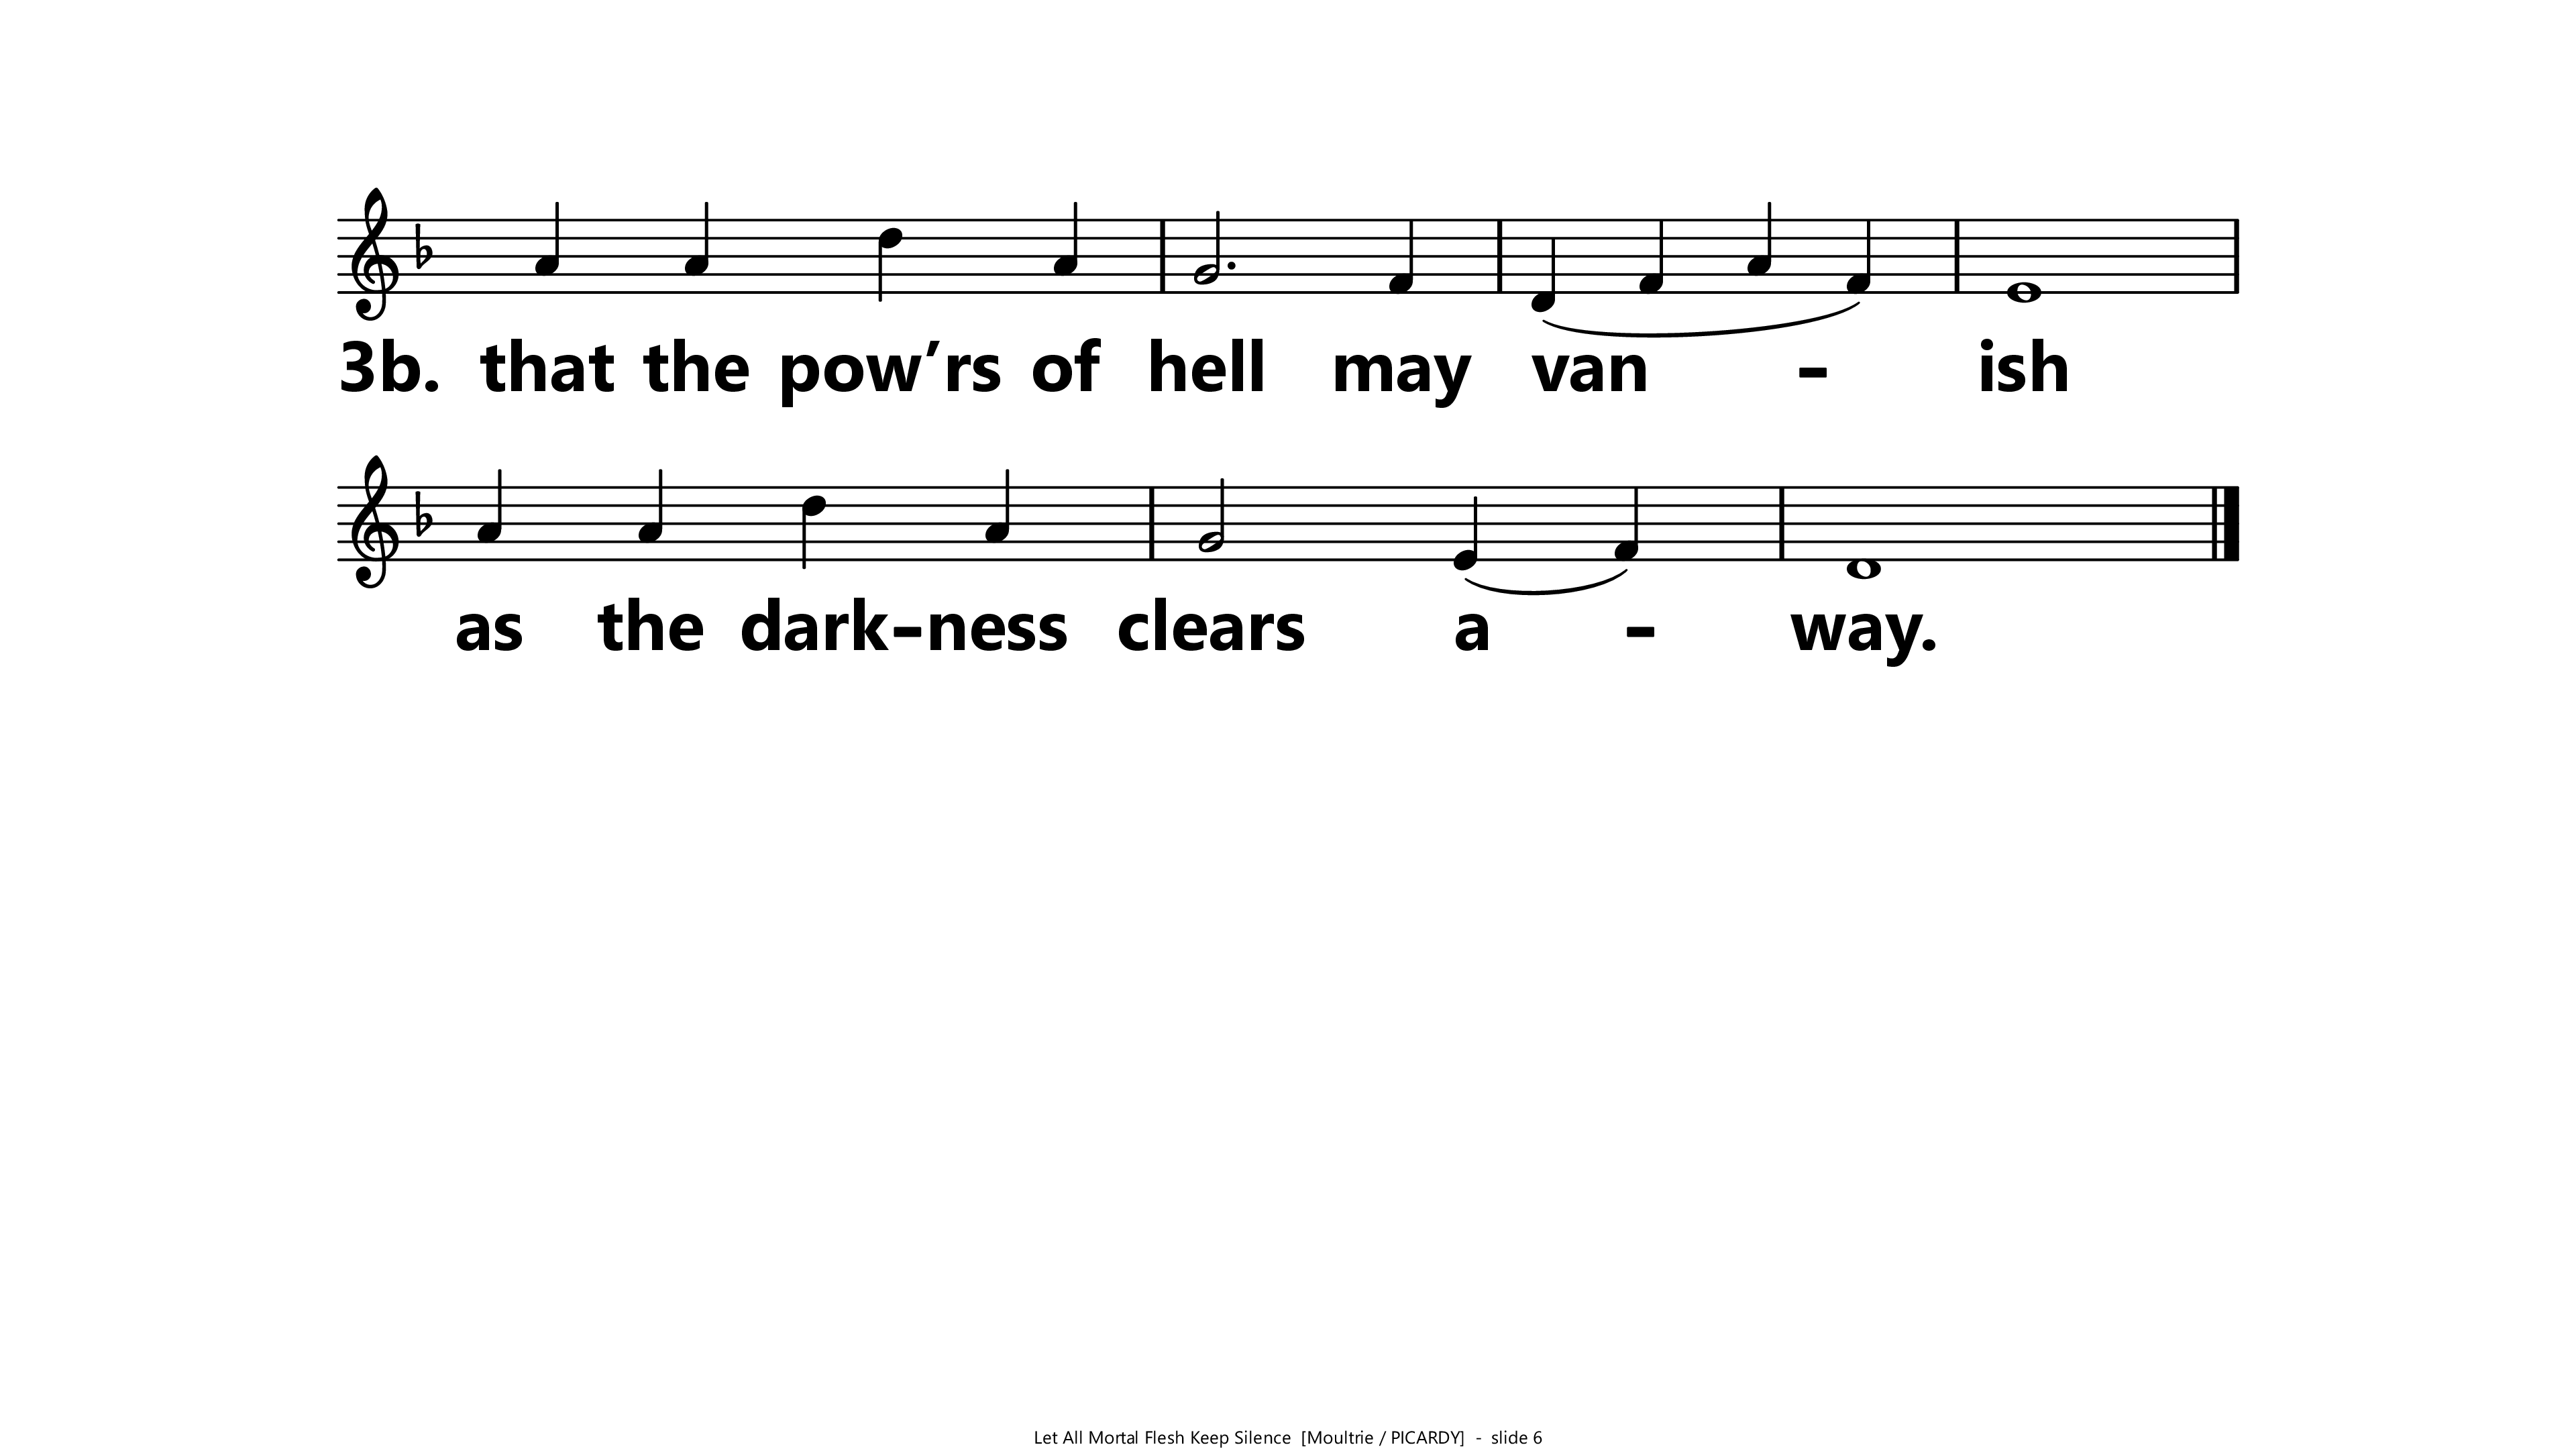 3b. that the pow’rs of hell may van - ish
as the dark-ness clears a - way.
Let All Mortal Flesh Keep Silence [Moultrie / PICARDY] - slide 6